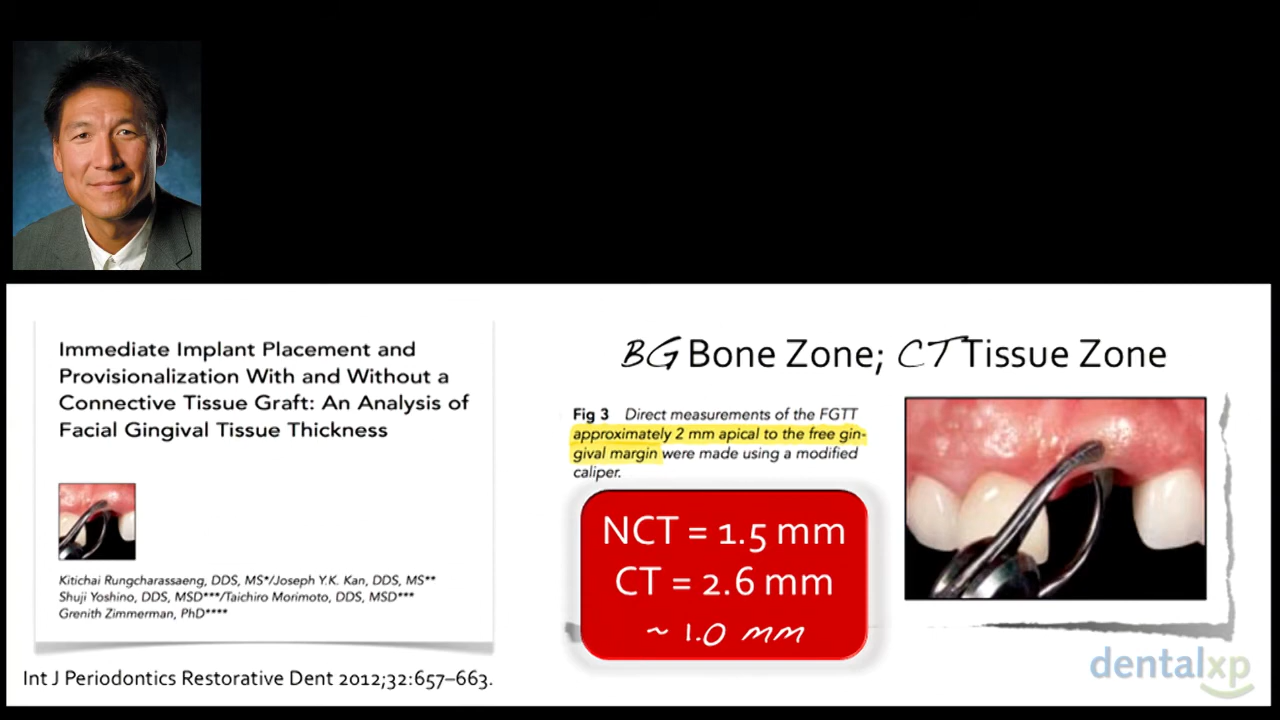 Immediate Implant Placement and
Provisionalization With and Without a
Connective Tissue Graft: An Analysis of
Facial Gingival Tissue Thickness
Kitichai Rungcharassaeng, DDS, MS*/Joseph Y.K. Kan, DDS, MS**
Shuji Yoshino, DDS, MSD***/Taichiro Morimoto, DDS, MSD***
Grenith Zimmerman, PhD****
Int J Periodontics Restorative Dent 2012;32:657–663.
BG Bone Zone; CT Tissue Zone
Fig 3 Direct measurements of the FGTT
approximately 2 mm apical to the free gin-
gival margin were made using a modified
caliper.
NCT = 1.5 mm
CT = 2.6 mm
~ 1.0 mm
dentalxp